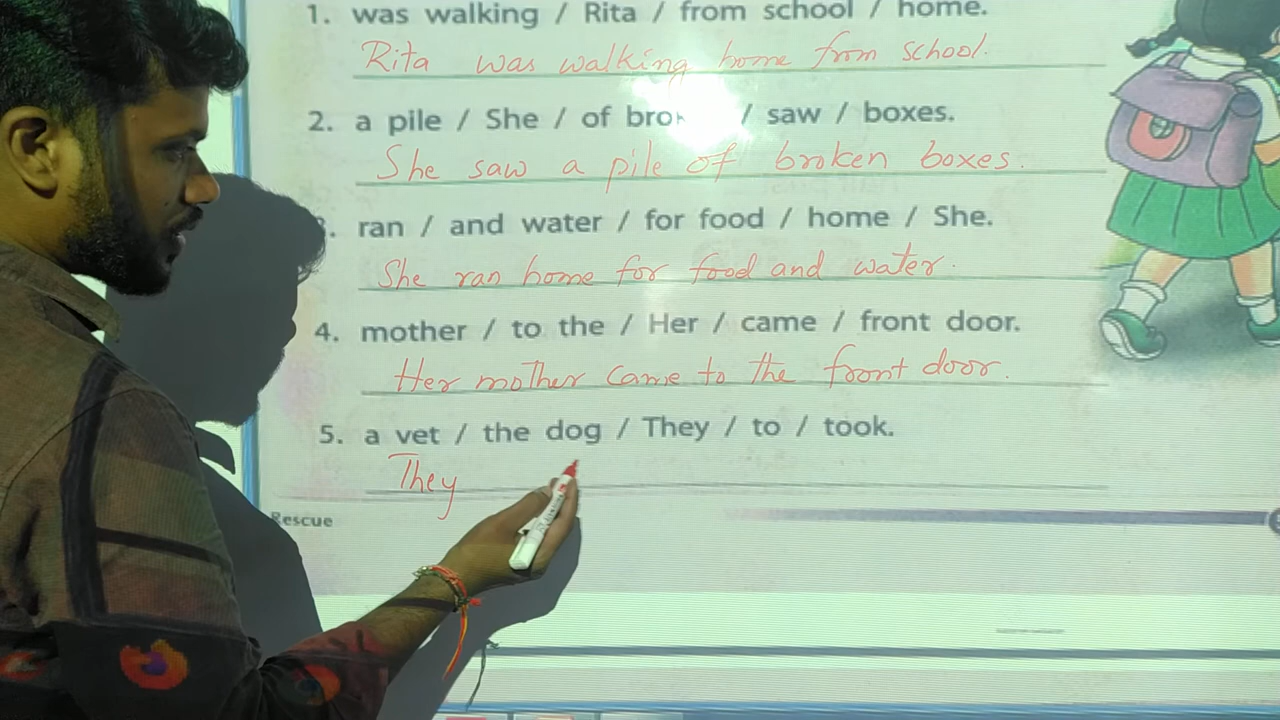 1. was walking / Rita / from school / home.
Rita was walking home from school.
2. a pile / She / of bro / saw / boxes.
She saw a pile of broken boxes.
. ran / and water / for food / home / She.
She ran home for food and water.
4. mother / to the / Her / came / front door.
Her mother came to the front door.
5. a vet / the dog / They / to / took.
They
Rescue